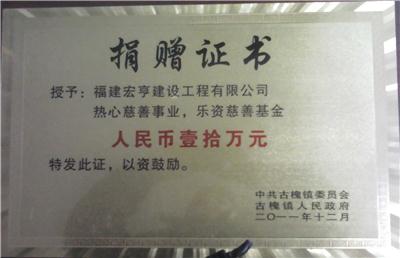 捐赠证书
授予：福建宏亨建设工程有限公司
热心慈善事业，乐资慈善基金
人民币壹拾万元
特发此证，以资鼓励。
中共古槐镇委员会
古槐镇人民政府
二〇一一年十二月